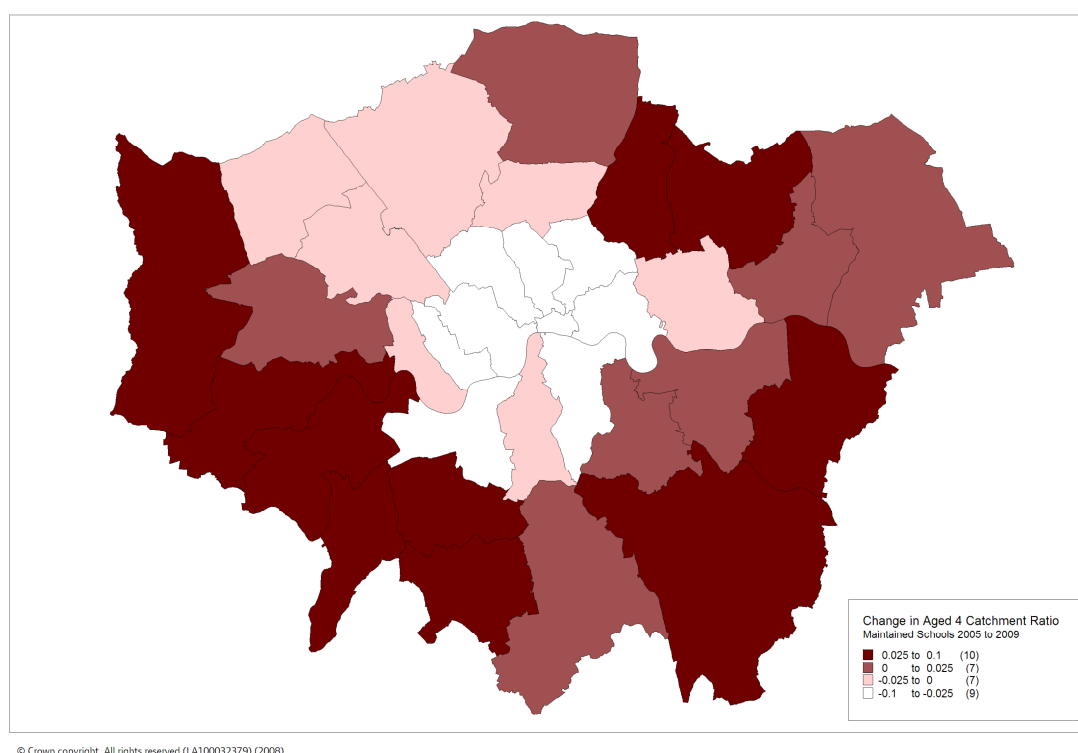 Change in Aged 4 Catchment Ratio
Maintained Schools 2005 to 2009
0.025 to 0.1 (10)
0 to 0.025 (7)
-0.025 to 0 (7)
-0.1 to -0.025 (9)
© Crown copyright. All rights reserved (LA100032379) (2008)